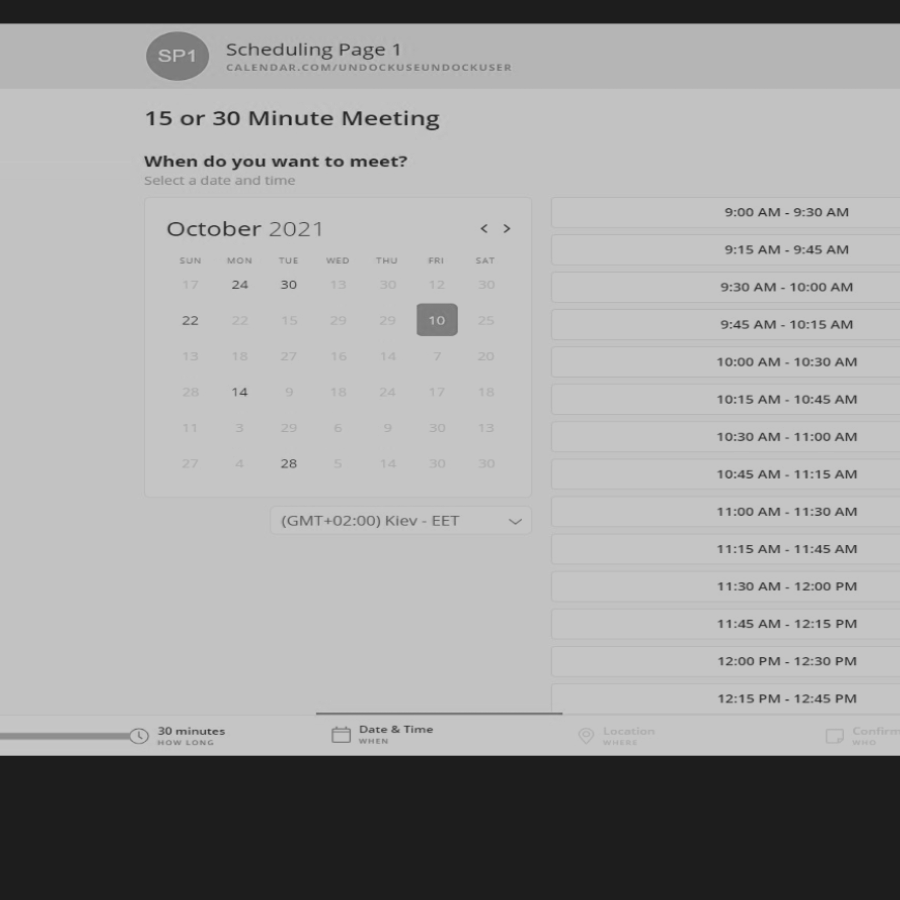 SP1
Scheduling Page 1
CALENDAR.COM/UNDOCKUSEUNDOCKUSER
15 or 30 Minute Meeting
When do you want to meet?
Select a date and time
October 2021 < >
SUN MON TUE WED THU FRI SAT
17 24 30 13 30 12 30
22 22 15 29 29 10 25
13 18 27 16 14 7 20
28 14 9 18 24 17 18
11 3 29 6 9 30 13
27 4 28 5 14 30 30
(GMT+02:00) Kiev - EET
9:00 AM - 9:30 AM
9:15 AM - 9:45 AM
9:30 AM - 10:00 AM
9:45 AM - 10:15 AM
10:00 AM - 10:30 AM
10:15 AM - 10:45 AM
10:30 AM - 11:00 AM
10:45 AM - 11:15 AM
11:00 AM - 11:30 AM
11:15 AM - 11:45 AM
11:30 AM - 12:00 PM
11:45 AM - 12:15 PM
12:00 PM - 12:30 PM
12:15 PM - 12:45 PM
30 minutes
HOW LONG
Date & Time
WHEN
Location
WHERE
Confirm
WHO